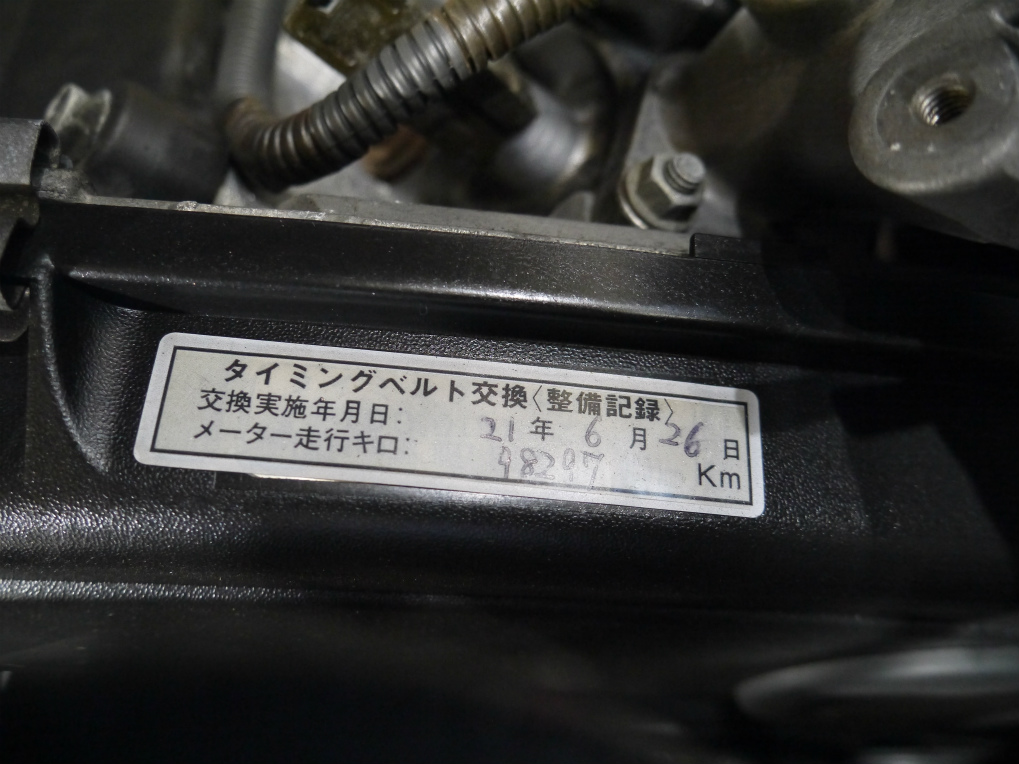 タイミングベルト交換〈整備記録〉
交換実施年月日: 21年 6月26日
メーター走行キロ: 98297 Km